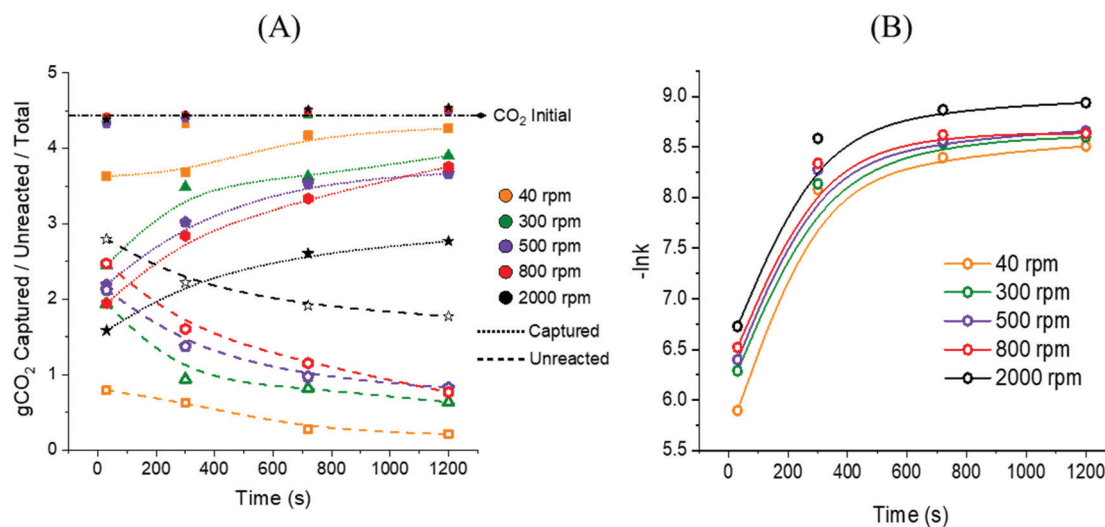 (A)
(B)
gCO₂ Captured / Unreacted / Total
5
4
3
2
1
0
0 200 400 600 800 1000 1200
Time (s)
CO₂ Initial
40 rpm
300 rpm
500 rpm
800 rpm
2000 rpm
Captured
Unreacted
-lnk
9.0
8.5
8.0
7.5
7.0
6.5
6.0
5.5
0 200 400 600 800 1000 1200
Time (s)
40 rpm
300 rpm
500 rpm
800 rpm
2000 rpm